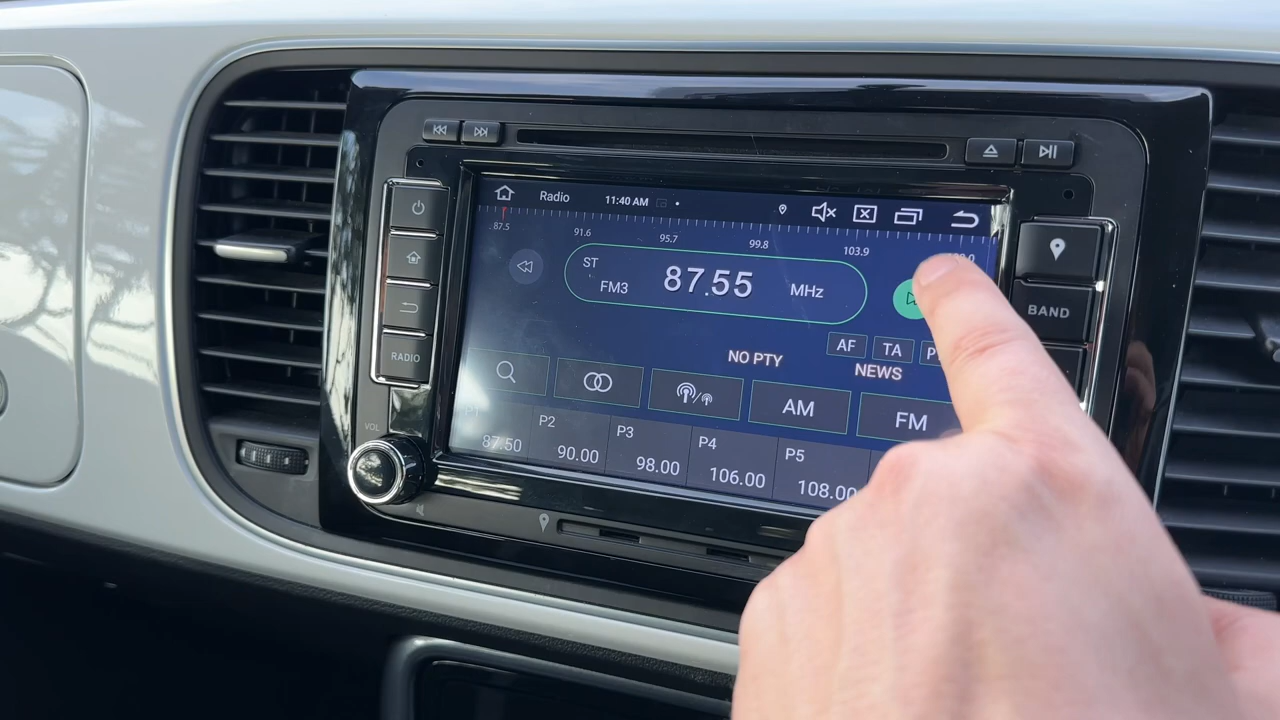 Radio 11:40 AM
87.5 91.6 95.7 99.8 103.9
ST
FM3 87.55 MHz
AF TA
NO PTY NEWS
AM FM
P1 P2 P3 P4 P5
87.50 90.00 98.00 106.00 108.00
RADIO
VOL
BAND